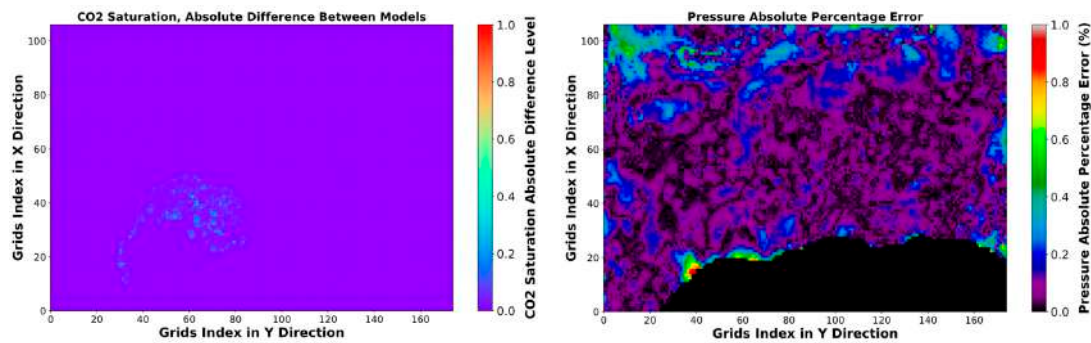 CO2 Saturation, Absolute Difference Between Models
100
80
60
40
20
0
Grids Index in X Direction
0 20 40 60 80 100 120 140 160
Grids Index in Y Direction
1.0
0.8
0.6
0.4
0.2
0.0
CO2 Saturation Absolute Difference Level
Pressure Absolute Percentage Error
100
80
60
40
20
0
Grids Index in X Direction
0 20 40 60 80 100 120 140 160
Grids Index in Y Direction
1.0
0.8
0.6
0.4
0.2
0.0
Pressure Absolute Percentage Error (%)